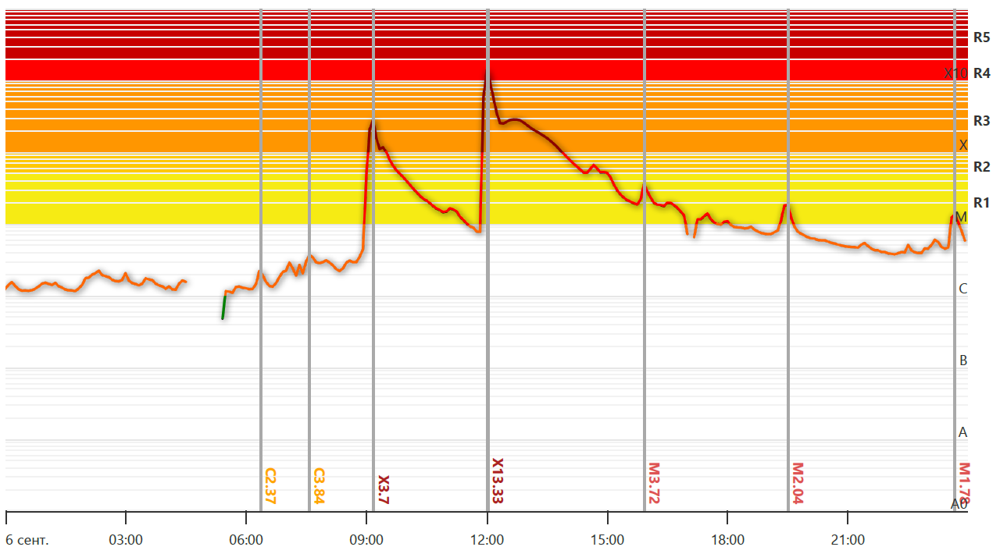 R5
X10 R4
R3
X
R2
R1
M
C
B
A
C2.37
C3.84
X3.7
X13.33
M3.72
M2.04
M1.78
A0
6 сент.
03:00
06:00
09:00
12:00
15:00
18:00
21:00